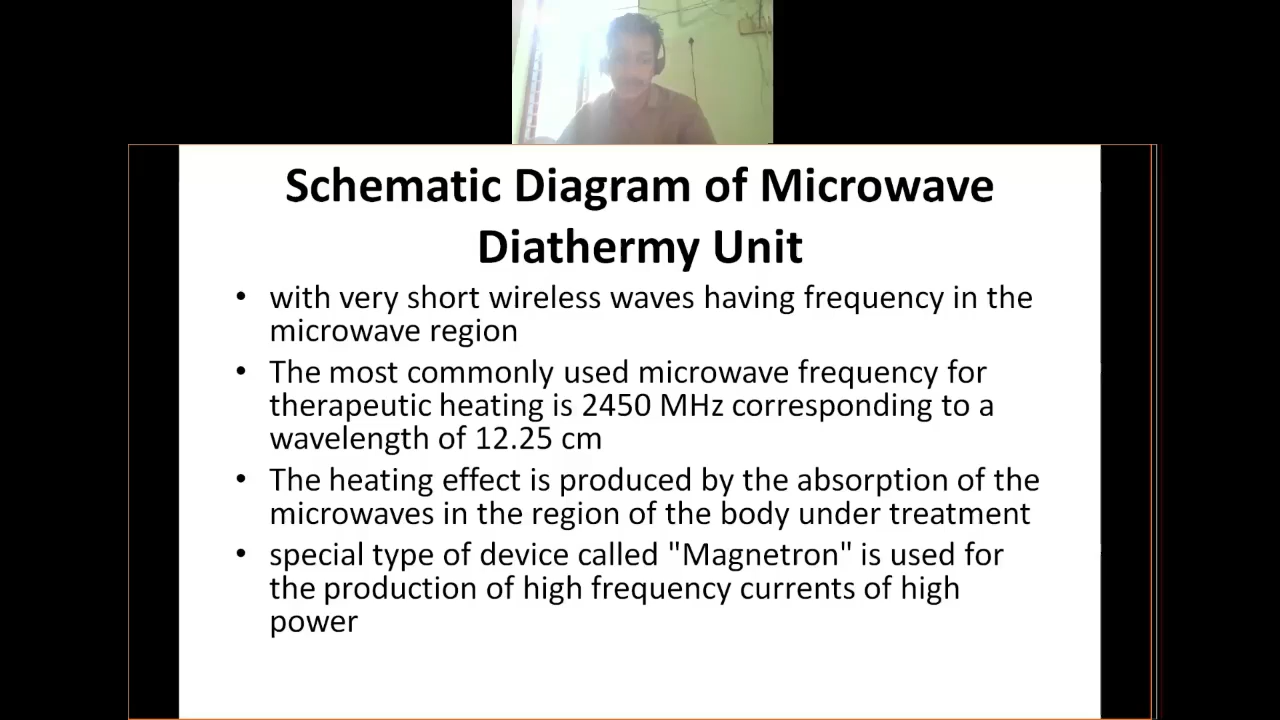 Schematic Diagram of Microwave
Diathermy Unit
• with very short wireless waves having frequency in the
microwave region
• The most commonly used microwave frequency for
therapeutic heating is 2450 MHz corresponding to a
wavelength of 12.25 cm
• The heating effect is produced by the absorption of the
microwaves in the region of the body under treatment
• special type of device called "Magnetron" is used for
the production of high frequency currents of high
power